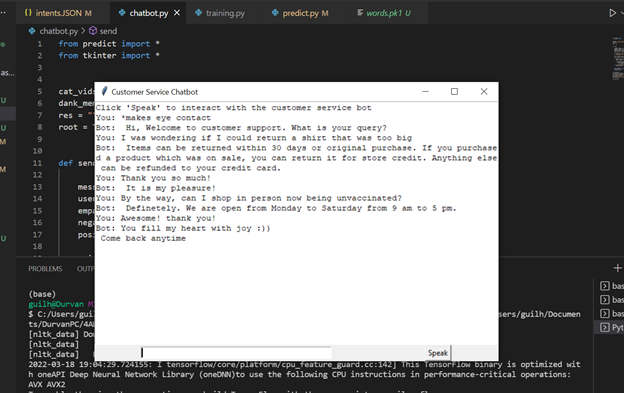 intents.JSON M
chatbot.py
training.py
predict.py M
words.pk1 U
chatbot.py > send
1 from predict import *
2 from tkinter import *
3
4
5 cat_vids
6 dank_mem
7 res = "
8 root = T
9
10
11 def send
12
13 mess
14 user
15 empa
16 nega
17 posi
18
as...
U
U
M
M
U
Customer Service Chatbot
Click 'Speak' to interact with the customer service bot
You: *makes eye contact
Bot: Hi, Welcome to customer support. What is your query?
You: I was wondering if I could return a shirt that was too big
Bot: Items can be returned within 30 days or original purchase. If you purchase
d a product which was on sale, you can return it for store credit. Anything else
can be refunded to your credit card.
You: Thank you so much!
Bot: It is my pleasure!
You: By the way, can I shop in person now being unvaccinated?
Bot: Definetely. We are open from Monday to Saturday from 9 am to 5 pm.
You: Awesome! thank you!
Bot: You fill my heart with joy :))
Come back anytime
Speak
PROBLEMS OUTP
(base)
guilh@Durvan M
$ C:/Users/guil
sers/guilh/Documen
ts/DurvanPC/4A
[nltk_data] Dow
[nltk_data]
[nltk_data]
2022-03-18 19:04:29.724155: I tensorflow/core/platform/cpu_feature_guard.cc:142] This TensorFlow binary is optimized wit
h oneAPI Deep Neural Network Library (oneDNN)to use the following CPU instructions in performance-critical operations:
AVX AVX2
bas
bas
bas
Pyt